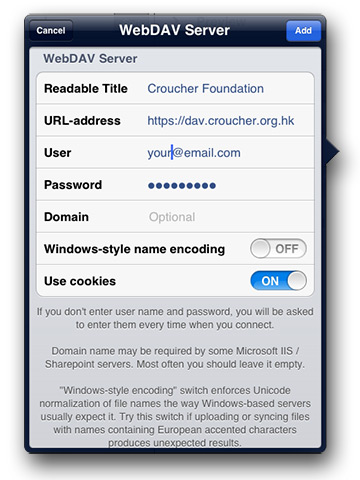 Cancel WebDAV Server Add
WebDAV Server
Readable Title Croucher Foundation
URL-address https://dav.croucher.org.hk
User your@email.com
Password ●●●●●●●●●
Domain Optional
Windows-style name encoding OFF
Use cookies ON
If you don't enter user name and password, you will be asked
to enter them every time when you connect.
Domain name may be required by some Microsoft IIS /
Sharepoint servers. Most often you should leave it empty.
"Windows-style encoding" switch enforces Unicode
normalization of file names the way Windows-based servers
usually expect it. Try this switch if uploading or syncing files
with names containing European accented characters
produces unexpected results.